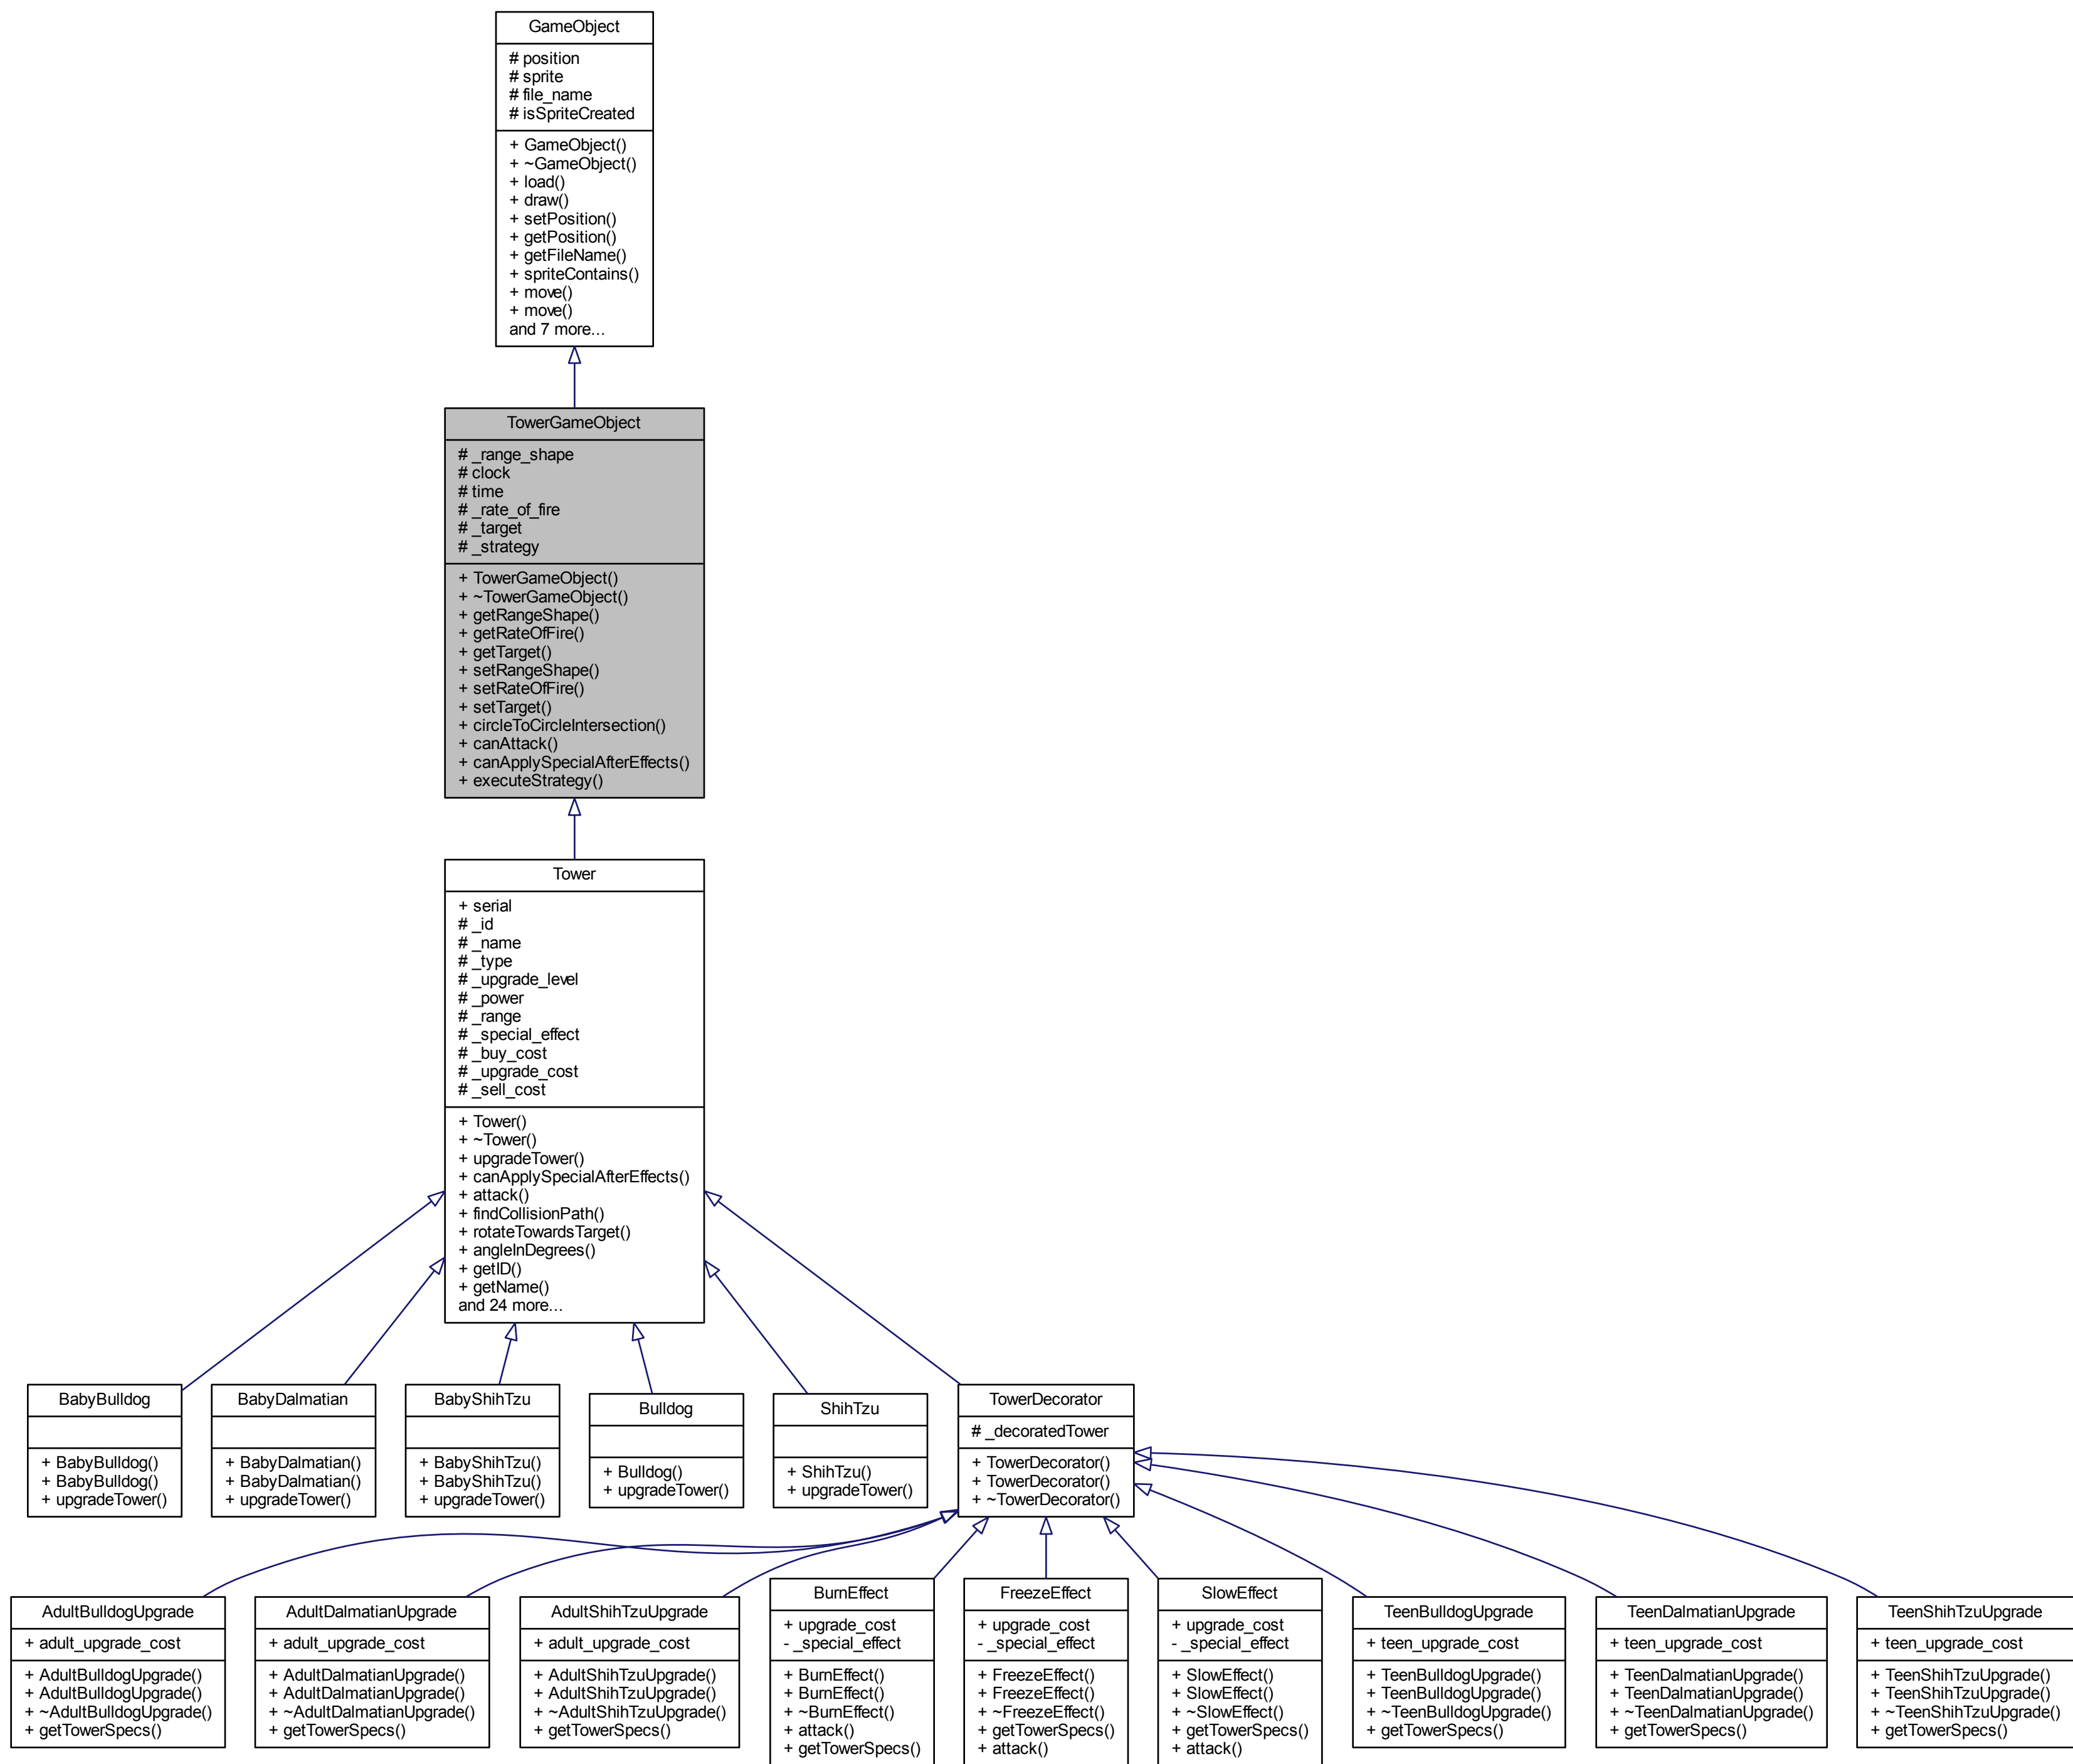 GameObject
# position
# sprite
# file_name
# isSpriteCreated
+ GameObject()
+ ~GameObject()
+ load()
+ draw()
+ setPosition()
+ getPosition()
+ getFileName()
+ spriteContains()
+ move()
+ move()
and 7 more...
TowerGameObject
# _range_shape
# clock
# time
# _rate_of_fire
# _target
# _strategy
+ TowerGameObject()
+ ~TowerGameObject()
+ getRangeShape()
+ getRateOfFire()
+ getTarget()
+ setRangeShape()
+ setRateOfFire()
+ setTarget()
+ circleToCircleIntersection()
+ canAttack()
+ canApplySpecialAfterEffects()
+ executeStrategy()
Tower
+ serial
# _id
# _name
# _type
# _upgrade_level
# _power
# _range
# _special_effect
# _buy_cost
# _upgrade_cost
# _sell_cost
+ Tower()
+ ~Tower()
+ upgradeTower()
+ canApplySpecialAfterEffects()
+ attack()
+ findCollisionPath()
+ rotateTowardsTarget()
+ angleInDegrees()
+ getID()
+ getName()
and 24 more...
BabyBulldog
+ BabyBulldog()
+ BabyBulldog()
+ upgradeTower()
BabyDalmatian
+ BabyDalmatian()
+ BabyDalmatian()
+ upgradeTower()
BabyShihTzu
+ BabyShihTzu()
+ BabyShihTzu()
+ upgradeTower()
Bulldog
+ Bulldog()
+ upgradeTower()
ShihTzu
+ ShihTzu()
+ upgradeTower()
TowerDecorator
# _decoratedTower
+ TowerDecorator()
+ TowerDecorator()
+ ~TowerDecorator()
AdultBulldogUpgrade
+ adult_upgrade_cost
+ AdultBulldogUpgrade()
+ AdultBulldogUpgrade()
+ ~AdultBulldogUpgrade()
+ getTowerSpecs()
AdultDalmatianUpgrade
+ adult_upgrade_cost
+ AdultDalmatianUpgrade()
+ AdultDalmatianUpgrade()
+ ~AdultDalmatianUpgrade()
+ getTowerSpecs()
AdultShihTzuUpgrade
+ adult_upgrade_cost
+ AdultShihTzuUpgrade()
+ AdultShihTzuUpgrade()
+ ~AdultShihTzuUpgrade()
+ getTowerSpecs()
BurnEffect
+ upgrade_cost
- _special_effect
+ BurnEffect()
+ BurnEffect()
+ ~BurnEffect()
+ attack()
+ getTowerSpecs()
FreezeEffect
+ upgrade_cost
- _special_effect
+ FreezeEffect()
+ FreezeEffect()
+ ~FreezeEffect()
+ getTowerSpecs()
+ attack()
SlowEffect
+ upgrade_cost
- _special_effect
+ SlowEffect()
+ SlowEffect()
+ ~SlowEffect()
+ getTowerSpecs()
+ attack()
TeenBulldogUpgrade
+ teen_upgrade_cost
+ TeenBulldogUpgrade()
+ TeenBulldogUpgrade()
+ ~TeenBulldogUpgrade()
+ getTowerSpecs()
TeenDalmatianUpgrade
+ teen_upgrade_cost
+ TeenDalmatianUpgrade()
+ TeenDalmatianUpgrade()
+ ~TeenDalmatianUpgrade()
+ getTowerSpecs()
TeenShihTzuUpgrade
+ teen_upgrade_cost
+ TeenShihTzuUpgrade()
+ TeenShihTzuUpgrade()
+ ~TeenShihTzuUpgrade()
+ getTowerSpecs()